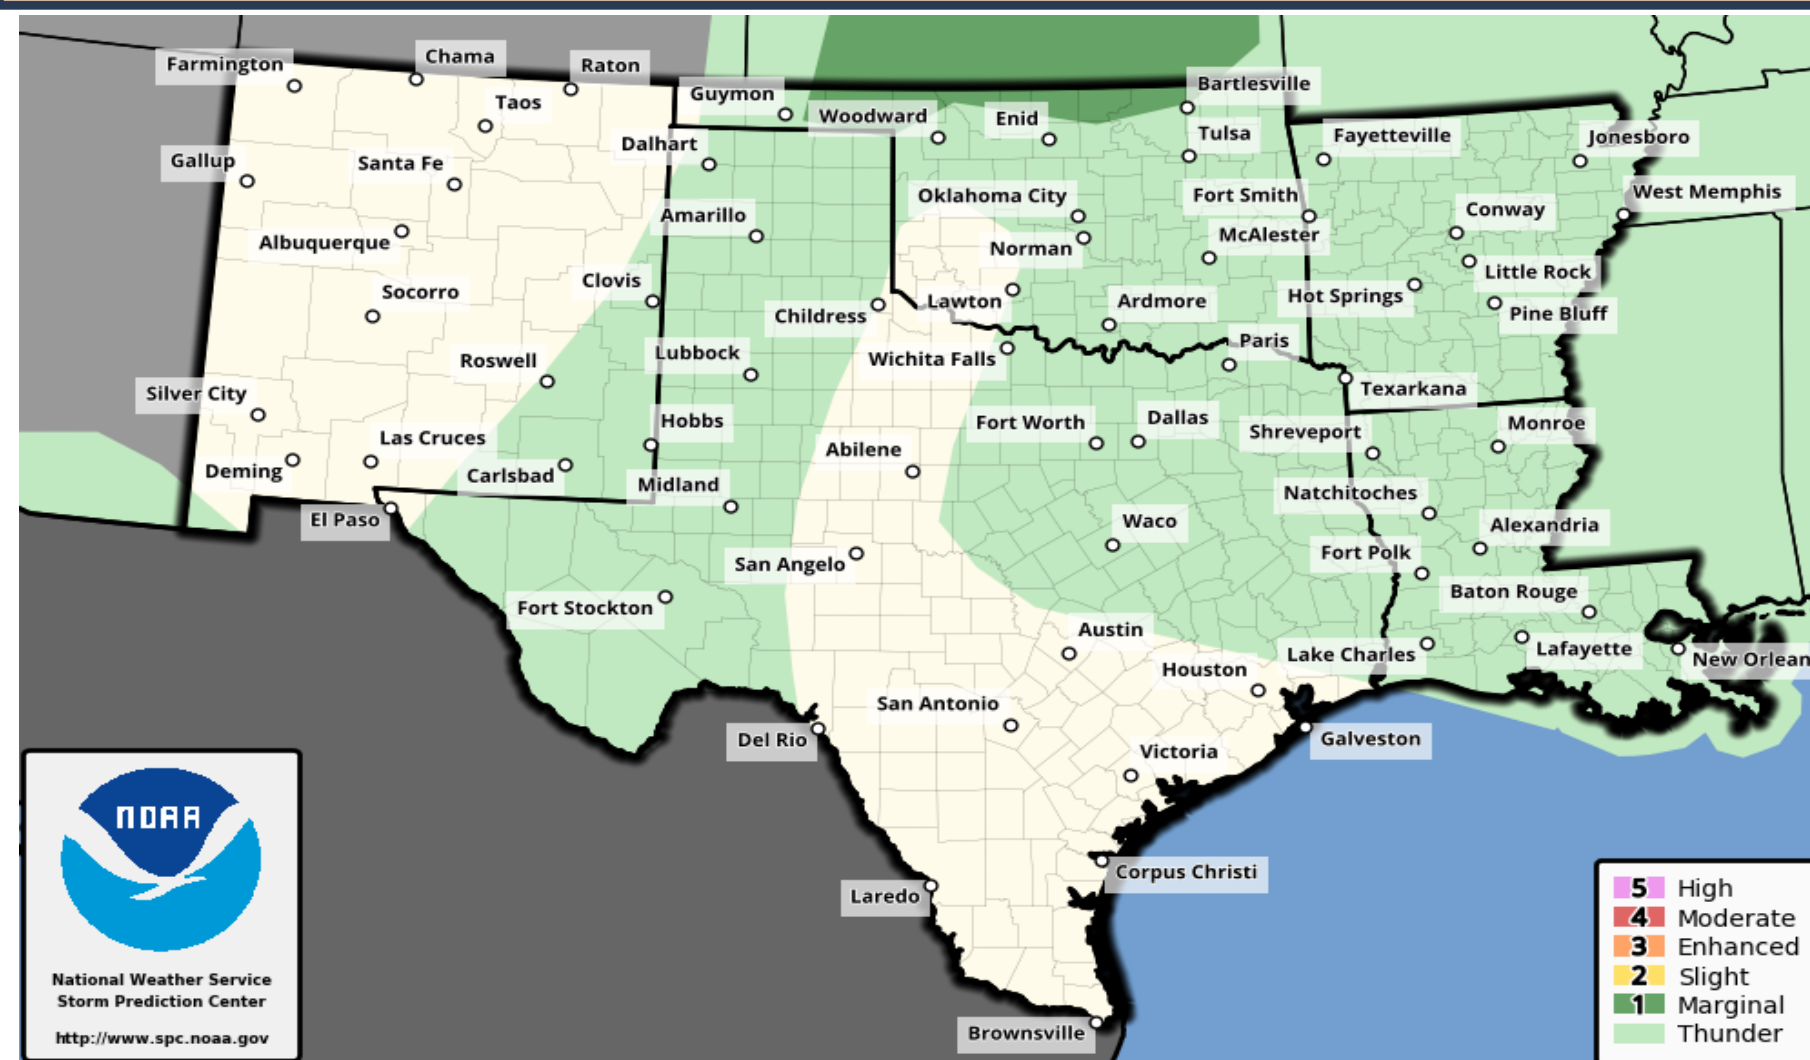 Farmington
Chama
Raton
Taos
Gallup
Santa Fe
Albuquerque
Socorro
Clovis
Roswell
Silver City
Las Cruces
Deming
Carlsbad
Hobbs
El Paso
Guymon
Woodward
Enid
Bartlesville
Tulsa
Dalhart
Amarillo
Oklahoma City
Norman
Fort Smith
McAlester
Childress
Lawton
Ardmore
Lubbock
Wichita Falls
Paris
Fayetteville
Jonesboro
West Memphis
Conway
Little Rock
Hot Springs
Pine Bluff
Texarkana
Fort Worth
Dallas
Shreveport
Monroe
Abilene
Midland
Natchitoches
Waco
Alexandria
San Angelo
Fort Polk
Fort Stockton
Baton Rouge
Austin
Houston
Lake Charles
Lafayette
New Orlean
San Antonio
Del Rio
Galveston
Victoria
Corpus Christi
Laredo
Brownsville
NOAA
National Weather Service
Storm Prediction Center
http://www.spc.noaa.gov
5 High
4 Moderate
3 Enhanced
2 Slight
1 Marginal
Thunder